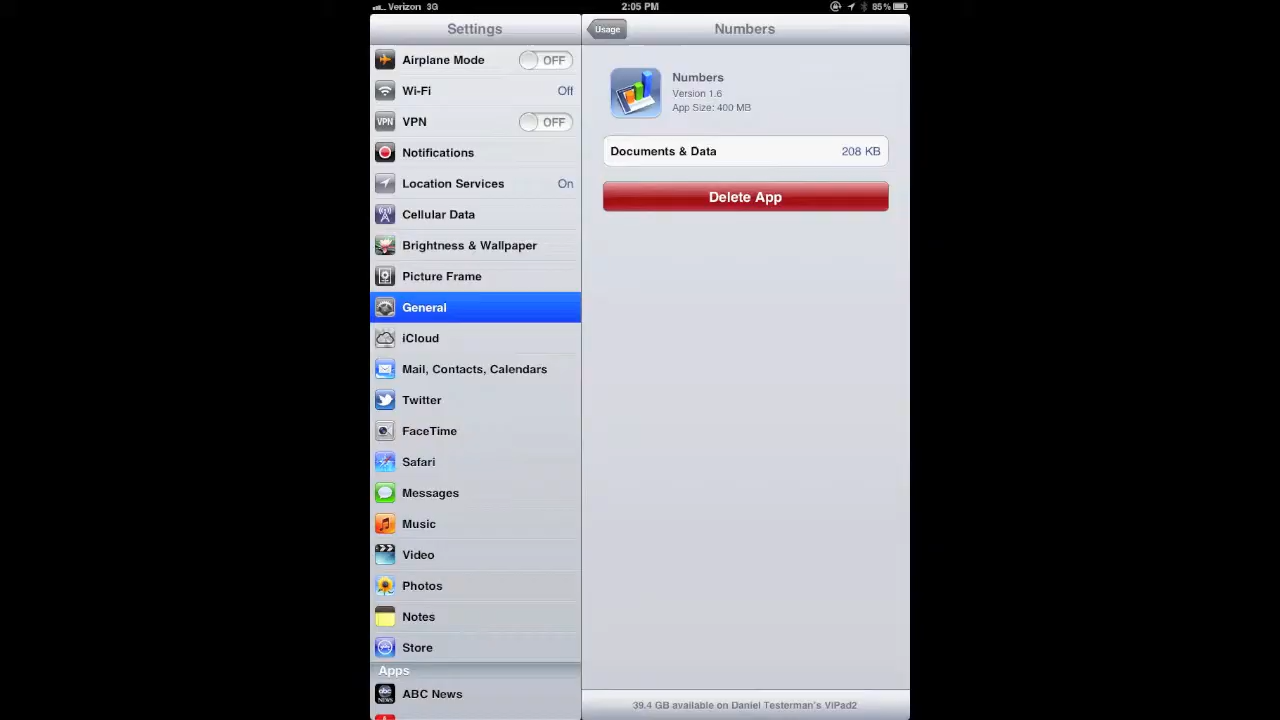 Verizon 3G
2:05 PM
85%
Settings
Airplane Mode OFF
Wi-Fi Off
VPN VPN OFF
Notifications
Location Services On
Cellular Data
Brightness & Wallpaper
Picture Frame
General
iCloud
Mail, Contacts, Calendars
Twitter
FaceTime
Safari
Messages
Music
Video
Photos
Notes
Store
Apps
abc NEWS ABC News
Usage
Numbers
Numbers
Version 1.6
App Size: 400 MB
Documents & Data 208 KB
Delete App
39.4 GB available on Daniel Testerman's ViPad2